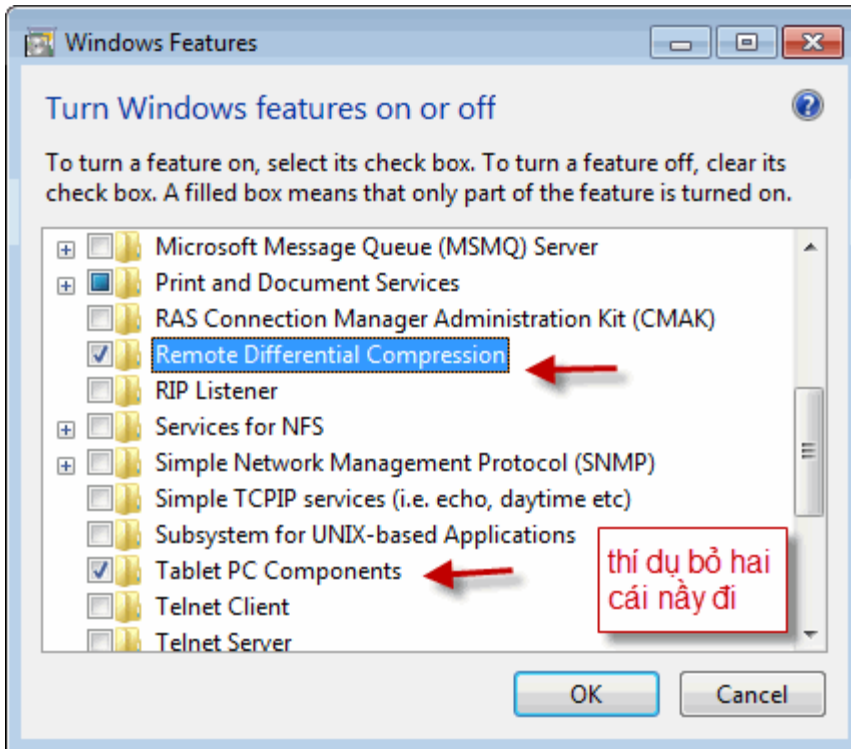 Windows Features
Turn Windows features on or off
To turn a feature on, select its check box. To turn a feature off, clear its
check box. A filled box means that only part of the feature is turned on.
Microsoft Message Queue (MSMQ) Server
Print and Document Services
RAS Connection Manager Administration Kit (CMAK)
Remote Differential Compression
RIP Listener
Services for NFS
Simple Network Management Protocol (SNMP)
Simple TCPIP services (i.e. echo, daytime etc)
Subsystem for UNIX-based Applications
Tablet PC Components
Telnet Client
Telnet Server
thí dụ bỏ hai
cái nầy đi
OK
Cancel